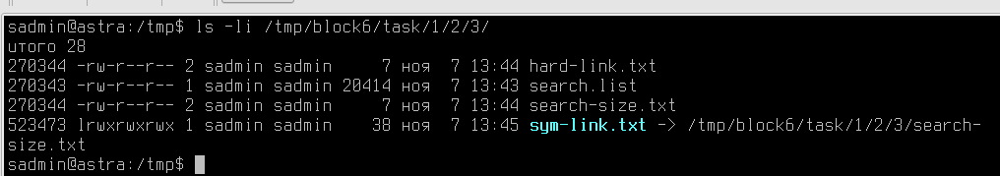 sadmin@astra:/tmp$ ls -li /tmp/block6/task/1/2/3/
итого 28
270344 -rw-r--r-- 2 sadmin sadmin     7 ноя  7 13:44 hard-link.txt
270343 -rw-r--r-- 1 sadmin sadmin 20414 ноя  7 13:43 search.list
270344 -rw-r--r-- 2 sadmin sadmin     7 ноя  7 13:44 search-size.txt
523473 lrwxrwxrwx 1 sadmin sadmin    38 ноя  7 13:45 sym-link.txt -> /tmp/block6/task/1/2/3/search-
size.txt
sadmin@astra:/tmp$